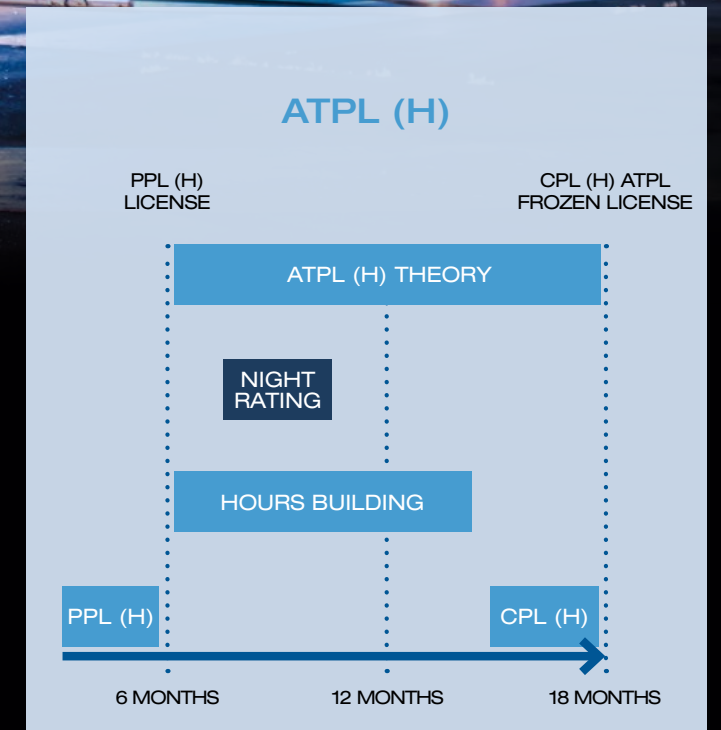 ATPL (H)
PPL (H)
LICENSE
CPL (H) ATPL
FROZEN LICENSE
ATPL (H) THEORY
NIGHT
RATING
HOURS BUILDING
PPL (H)
CPL (H)
6 MONTHS
12 MONTHS
18 MONTHS